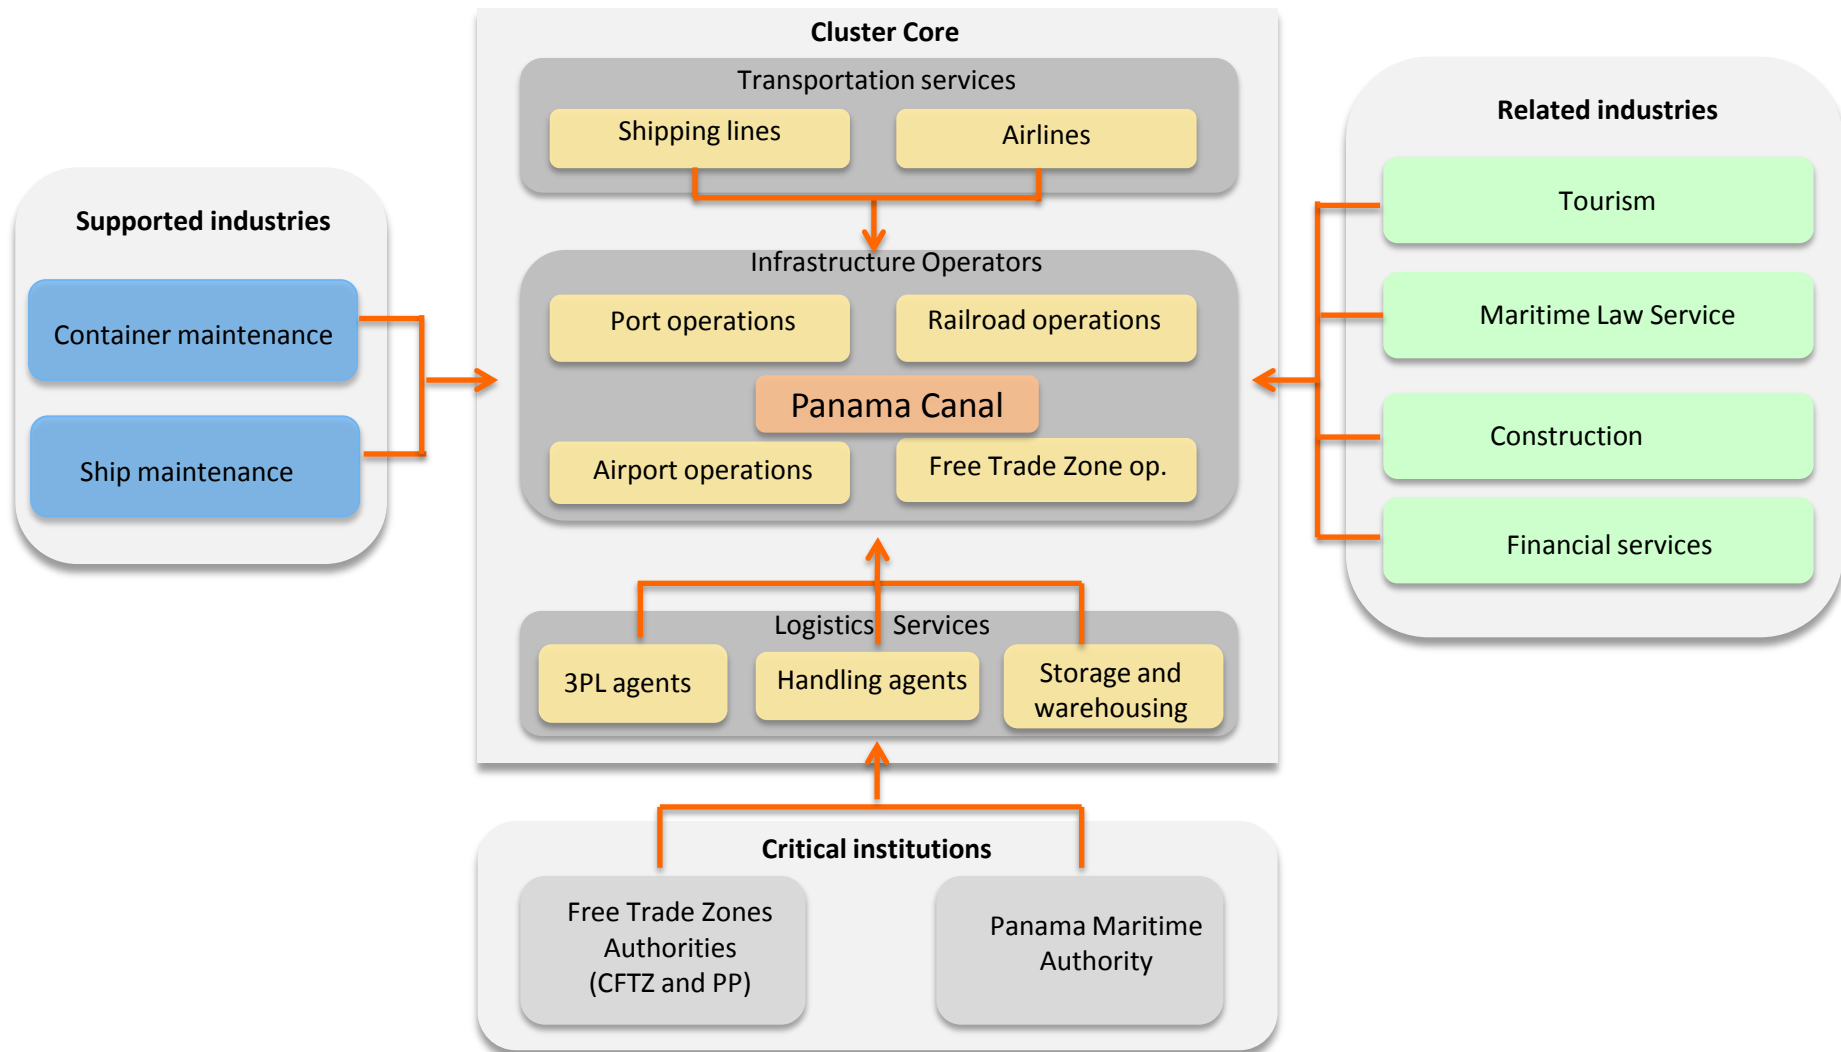 Cluster Core
Transportation services
Shipping lines
Airlines
Supported industries
Container maintenance
Ship maintenance
Infrastructure Operators
Port operations
Railroad operations
Panama Canal
Airport operations
Free Trade Zone op.
Logistics Services
3PL agents
Handling agents
Storage and
warehousing
Related industries
Tourism
Maritime Law Service
Construction
Financial services
Critical institutions
Free Trade Zones
Authorities
(CFTZ and PP)
Panama Maritime
Authority